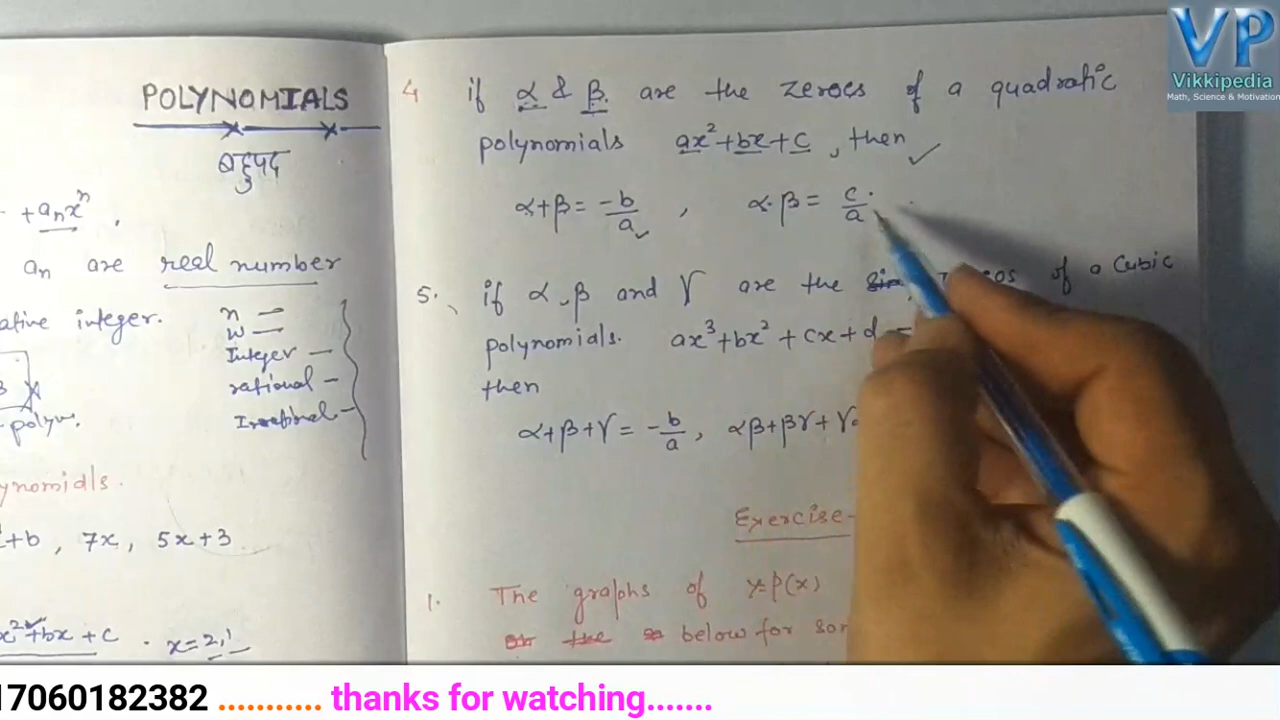 POLYNOMIALS
बहुपद
+ aₙxⁿ,
aₙ are real number
ative integer.
n —
w —
Integer —
rational —
Irrational —
polyn.
ynomials.
+b, 7x, 5x+3
x²+bx+c . x=2,1
4 if α & β. are the zeroes of a quadratic
polynomials ax²+bx+c, then ✓
α+β = -b/a ✓, α.β = c/a.
5. if α, β and γ are the of a Cubic
polynomials. ax³+bx²+cx+d =
then
α+β+γ = -b/a, αβ+βγ+γ
Exercise-
1. The graphs of y=p(x)
below for
VP
Vikkipedia
Math, Science & Motivation
17060182382 ........... thanks for watching.......